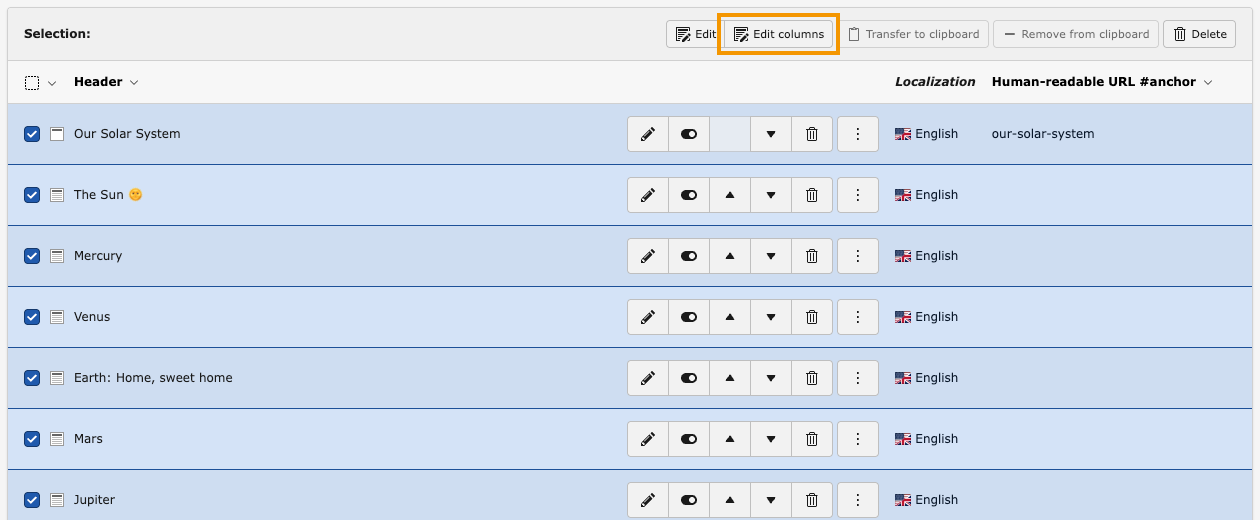 Selection: Edit Edit columns Transfer to clipboard Remove from clipboard Delete
Header Localization Human-readable URL #anchor
Our Solar System English our-solar-system
The Sun 🌞 English
Mercury English
Venus English
Earth: Home, sweet home English
Mars English
Jupiter English